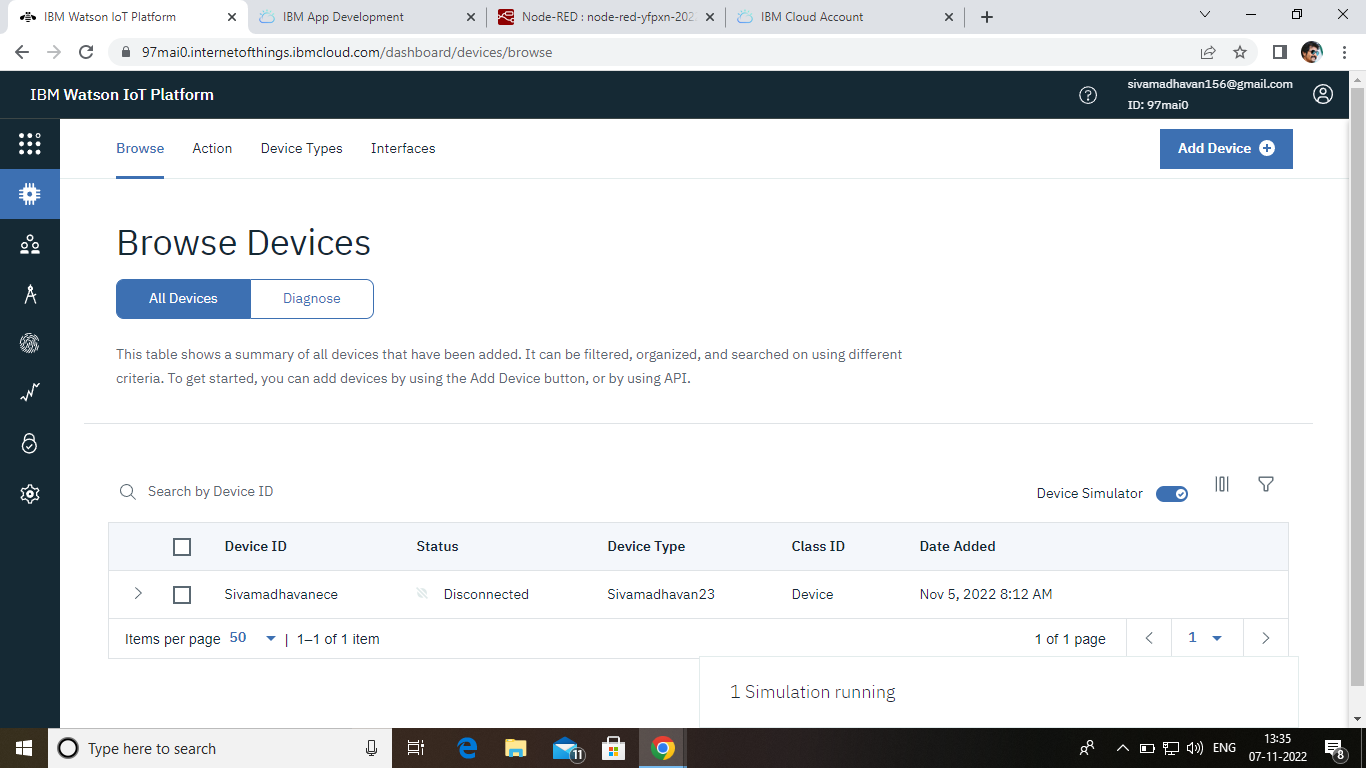 IBM Watson IoT Platform
IBM App Development
Node-RED : node-red-yfpxn-202
IBM Cloud Account
97mai0.internetofthings.ibmcloud.com/dashboard/devices/browse
IBM Watson IoT Platform
sivamadhavan156@gmail.com
ID: 97mai0
Browse Action Device Types Interfaces
Add Device
Browse Devices
All Devices Diagnose
This table shows a summary of all devices that have been added. It can be filtered, organized, and searched on using different
criteria. To get started, you can add devices by using the Add Device button, or by using API.
Search by Device ID
Device Simulator
Device ID Status Device Type Class ID Date Added
Sivamadhavanece Disconnected Sivamadhavan23 Device Nov 5, 2022 8:12 AM
Items per page 50 | 1–1 of 1 item 1 of 1 page 1
1 Simulation running
Type here to search
11
ENG
13:35
07-11-2022
8